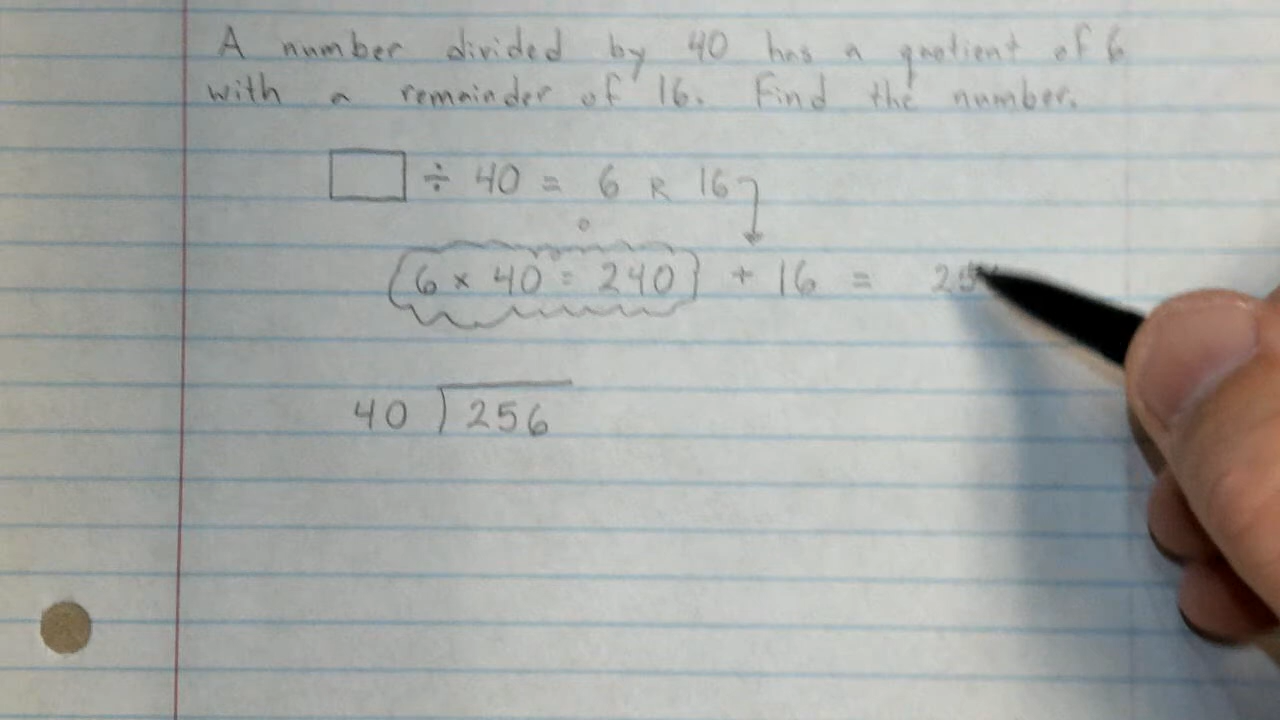 A number divided by 40 has a quotient of 6
with a remainder of 16. Find the number.
÷ 40 = 6 R 16
(6 × 40 = 240) + 16 =
40 ) 256